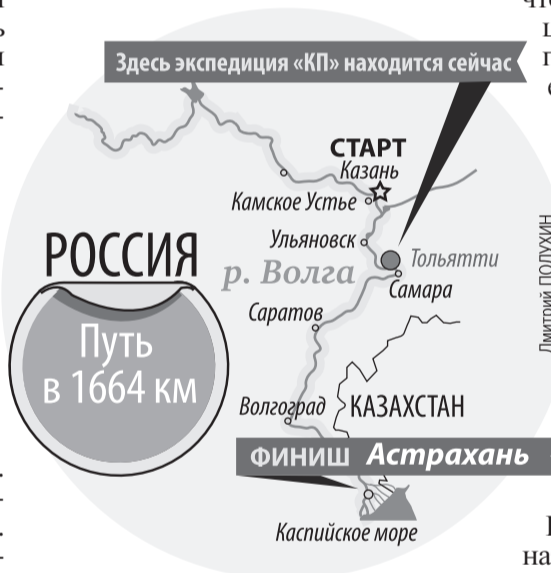 Здесь экспедиция «КП» находится сейчас
СТАРТ
Казань
Камское Устье
Ульяновск
РОССИЯ
р. Волга
Тольятти
Самара
Саратов
Путь
в 1664 км
Волгоград
КАЗАХСТАН
ФИНИШ Астрахань
Каспийское море
Дмитрий ПОЛУХИН